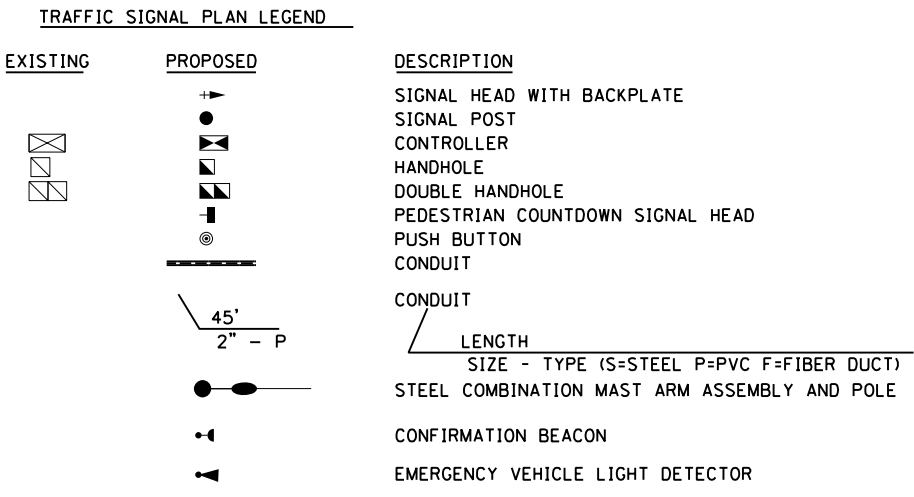 TRAFFIC SIGNAL PLAN LEGEND
EXISTING PROPOSED DESCRIPTION
SIGNAL HEAD WITH BACKPLATE
SIGNAL POST
CONTROLLER
HANDHOLE
DOUBLE HANDHOLE
PEDESTRIAN COUNTDOWN SIGNAL HEAD
PUSH BUTTON
CONDUIT
CONDUIT
45'
2" - P
LENGTH
SIZE - TYPE (S=STEEL P=PVC F=FIBER DUCT)
STEEL COMBINATION MAST ARM ASSEMBLY AND POLE
CONFIRMATION BEACON
EMERGENCY VEHICLE LIGHT DETECTOR